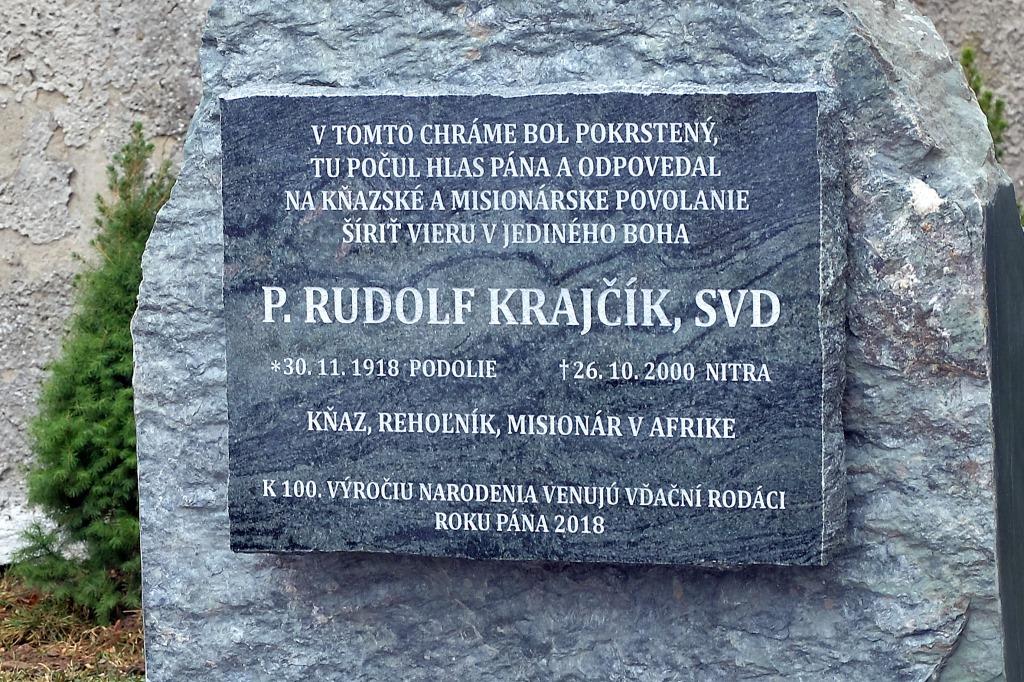 V TOMTO CHRÁME BOL POKRSTENÝ,
TU POČUL HLAS PÁNA A ODPOVEDAL
NA KŇAZSKÉ A MISIONÁRSKE POVOLANIE
ŠÍRIŤ VIERU V JEDINÉHO BOHA
P. RUDOLF KRAJČÍK, SVD
*30. 11. 1918 PODOLIE †26. 10. 2000 NITRA
KŇAZ, REHOĽNÍK, MISIONÁR V AFRIKE
K 100. VÝROČIU NARODENIA VENUJÚ VĎAČNÍ RODÁCI
ROKU PÁNA 2018